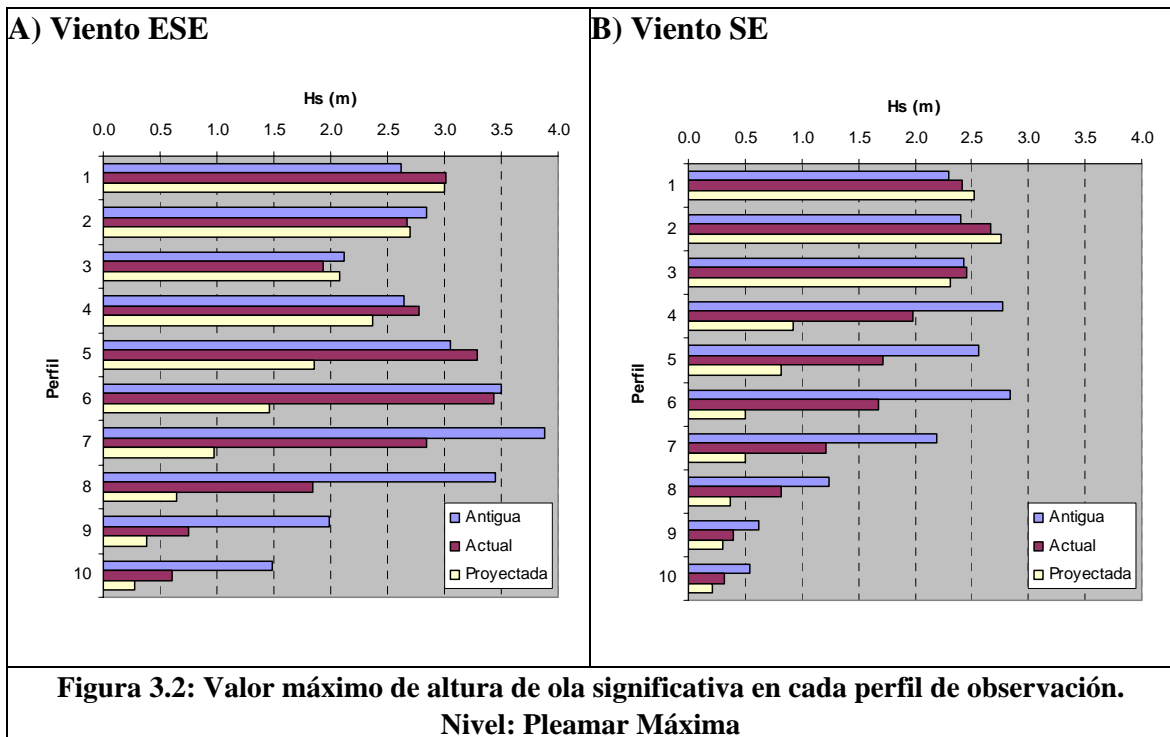 A) Viento ESE
Hs (m)
0.0 0.5 1.0 1.5 2.0 2.5 3.0 3.5 4.0
Perfil
1
2
3
4
5
6
7
8
9
10
Antigua
Actual
Proyectada
B) Viento SE
Hs (m)
0.0 0.5 1.0 1.5 2.0 2.5 3.0 3.5 4.0
Perfil
1
2
3
4
5
6
7
8
9
10
Antigua
Actual
Proyectada
Figura 3.2: Valor máximo de altura de ola significativa en cada perfil de observación.
Nivel: Pleamar Máxima